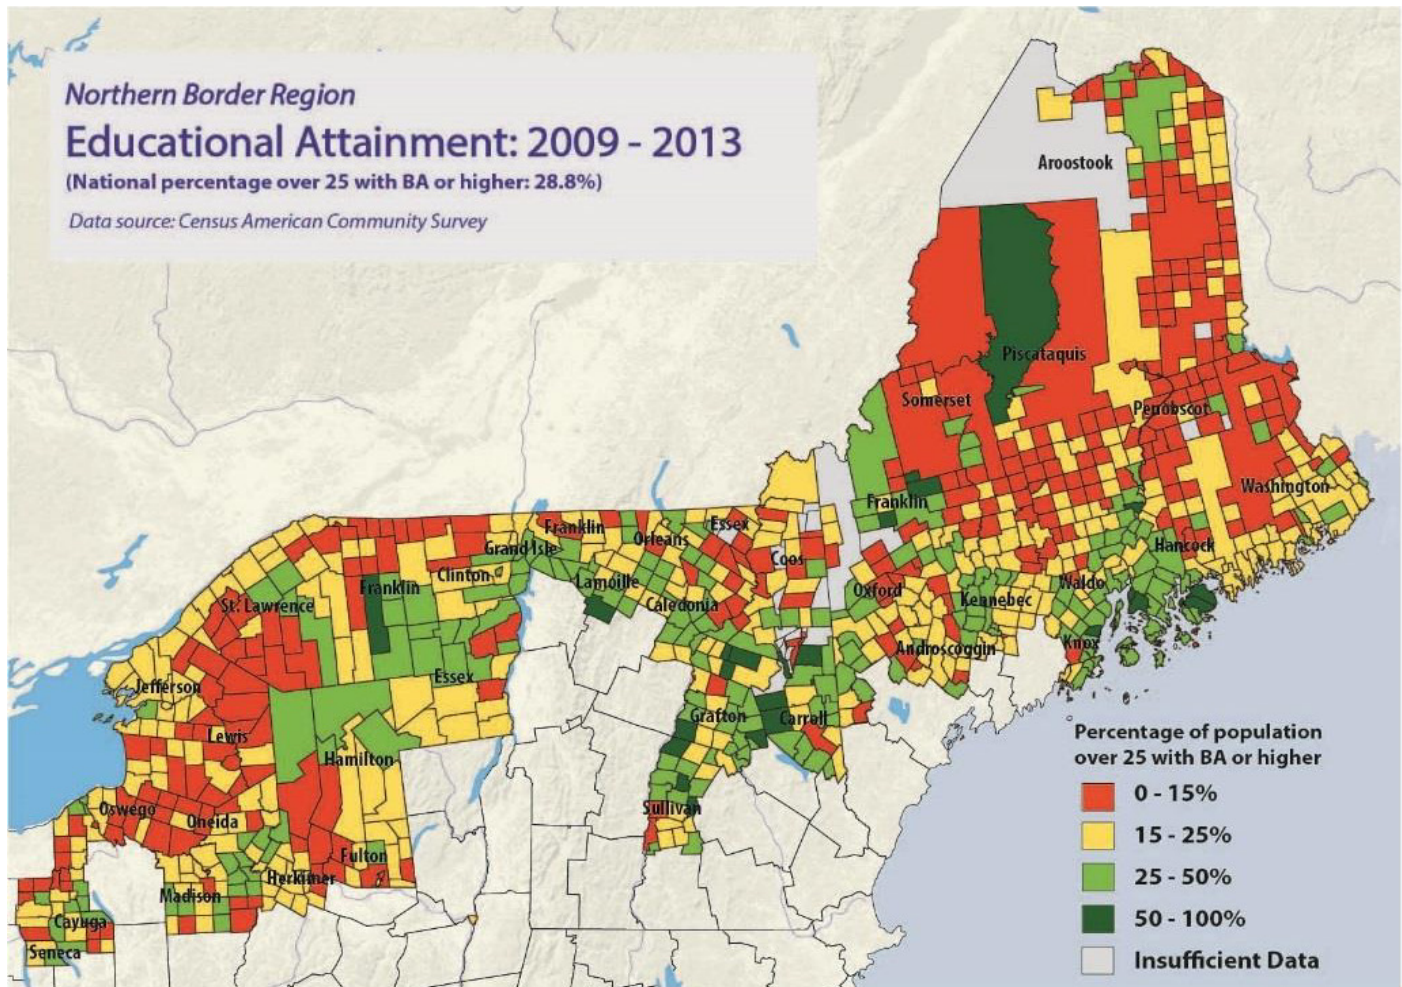 Northern Border Region
Educational Attainment: 2009 - 2013
(National percentage over 25 with BA or higher: 28.8%)
Data source: Census American Community Survey
Aroostook
Piscataquis
Somerset
Penobscot
Washington
Franklin
Hancock
Essex
Franklin
Orleans
Grand Isle
Coos
Clinton
Lamoille
Franklin
Caledonia
Oxford
Kennebec
Waldo
St. Lawrence
Knox
Androscoggin
Essex
Jefferson
Grafton
Carroll
Lewis
Hamilton
Oswego
Oneida
Sullivan
Fulton
Herkimer
Madison
Cayuga
Seneca
Percentage of population
over 25 with BA or higher
0 - 15%
15 - 25%
25 - 50%
50 - 100%
Insufficient Data